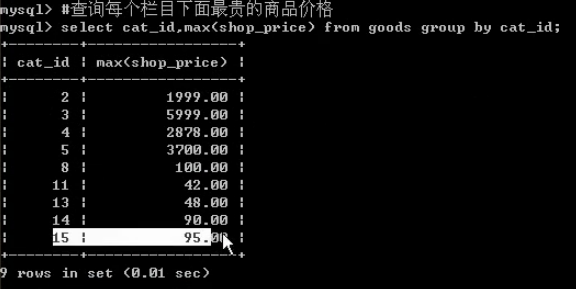 mysql> #查询每个栏目下面最贵的商品价格
mysql> select cat_id,max(shop_price) from goods group by cat_id;
+--------+-----------------+
| cat_id | max(shop_price) |
+--------+-----------------+
| 2 | 1999.00 |
| 3 | 5999.00 |
| 4 | 2878.00 |
| 5 | 3700.00 |
| 8 | 100.00 |
| 11 | 42.00 |
| 13 | 48.00 |
| 14 | 90.00 |
| 15 | 95.00 |
+--------+-----------------+
9 rows in set (0.01 sec)